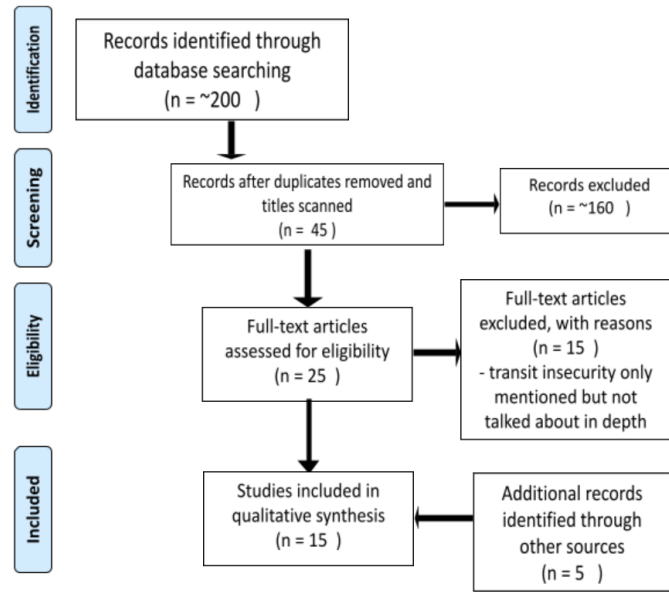 Identification
Records identified through
database searching
(n = ~200   )
Screening
Records after duplicates removed and
titles scanned
(n =  45 )
Records excluded
(n = ~160   )
Eligibility
Full-text articles
assessed for eligibility
(n = 25   )
Full-text articles
excluded, with reasons
(n = 15   )
- transit insecurity only
mentioned but not
talked about in depth
Included
Studies included in
qualitative synthesis
(n = 15   )
Additional records
identified through
other sources
(n = 5   )